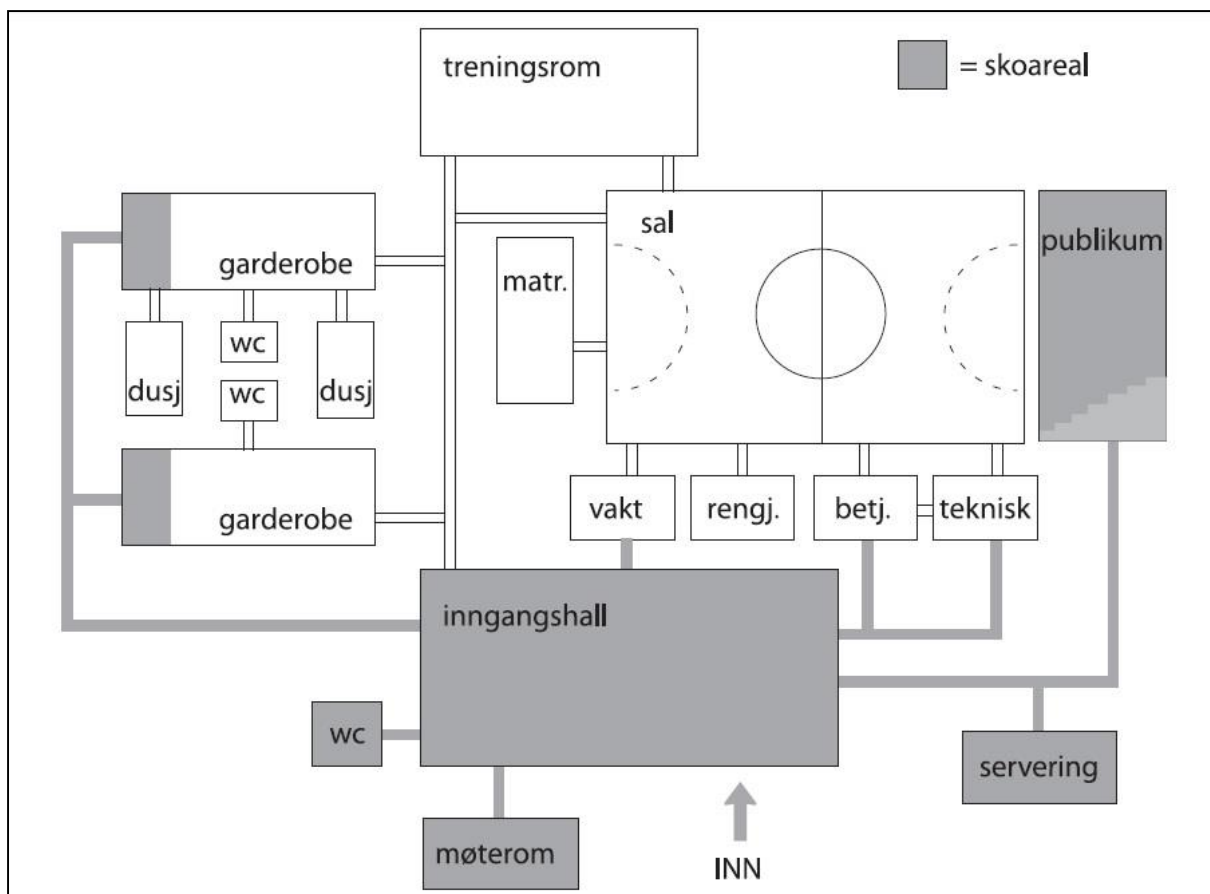 treningsrom
= skoareal
sal
publikum
garderobe
matr.
dusj
wc
dusj
wc
garderobe
vakt
rengj.
betj.
teknisk
inngangshall
wc
servering
møterom
INN